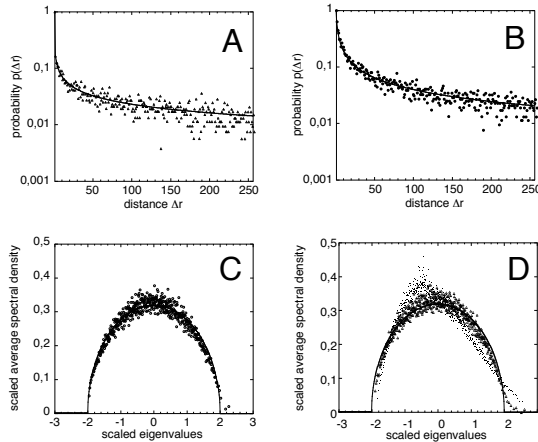 1
0,1
0,01
0,001
probability p(Δr)
50 100 150 200 250
distance Δr
A
1
0,1
0,01
0,001
probability p(Δr)
50 100 150 200 250
distance Δr
B
0,5
0,4
0,3
0,2
0,1
0
scaled average spectral density
-3 -2 -1 0 1 2 3
scaled eigenvalues
C
0,5
0,4
0,3
0,2
0,1
0
scaled average spectral density
-3 -2 -1 0 1 2 3
scaled eigenvalues
D